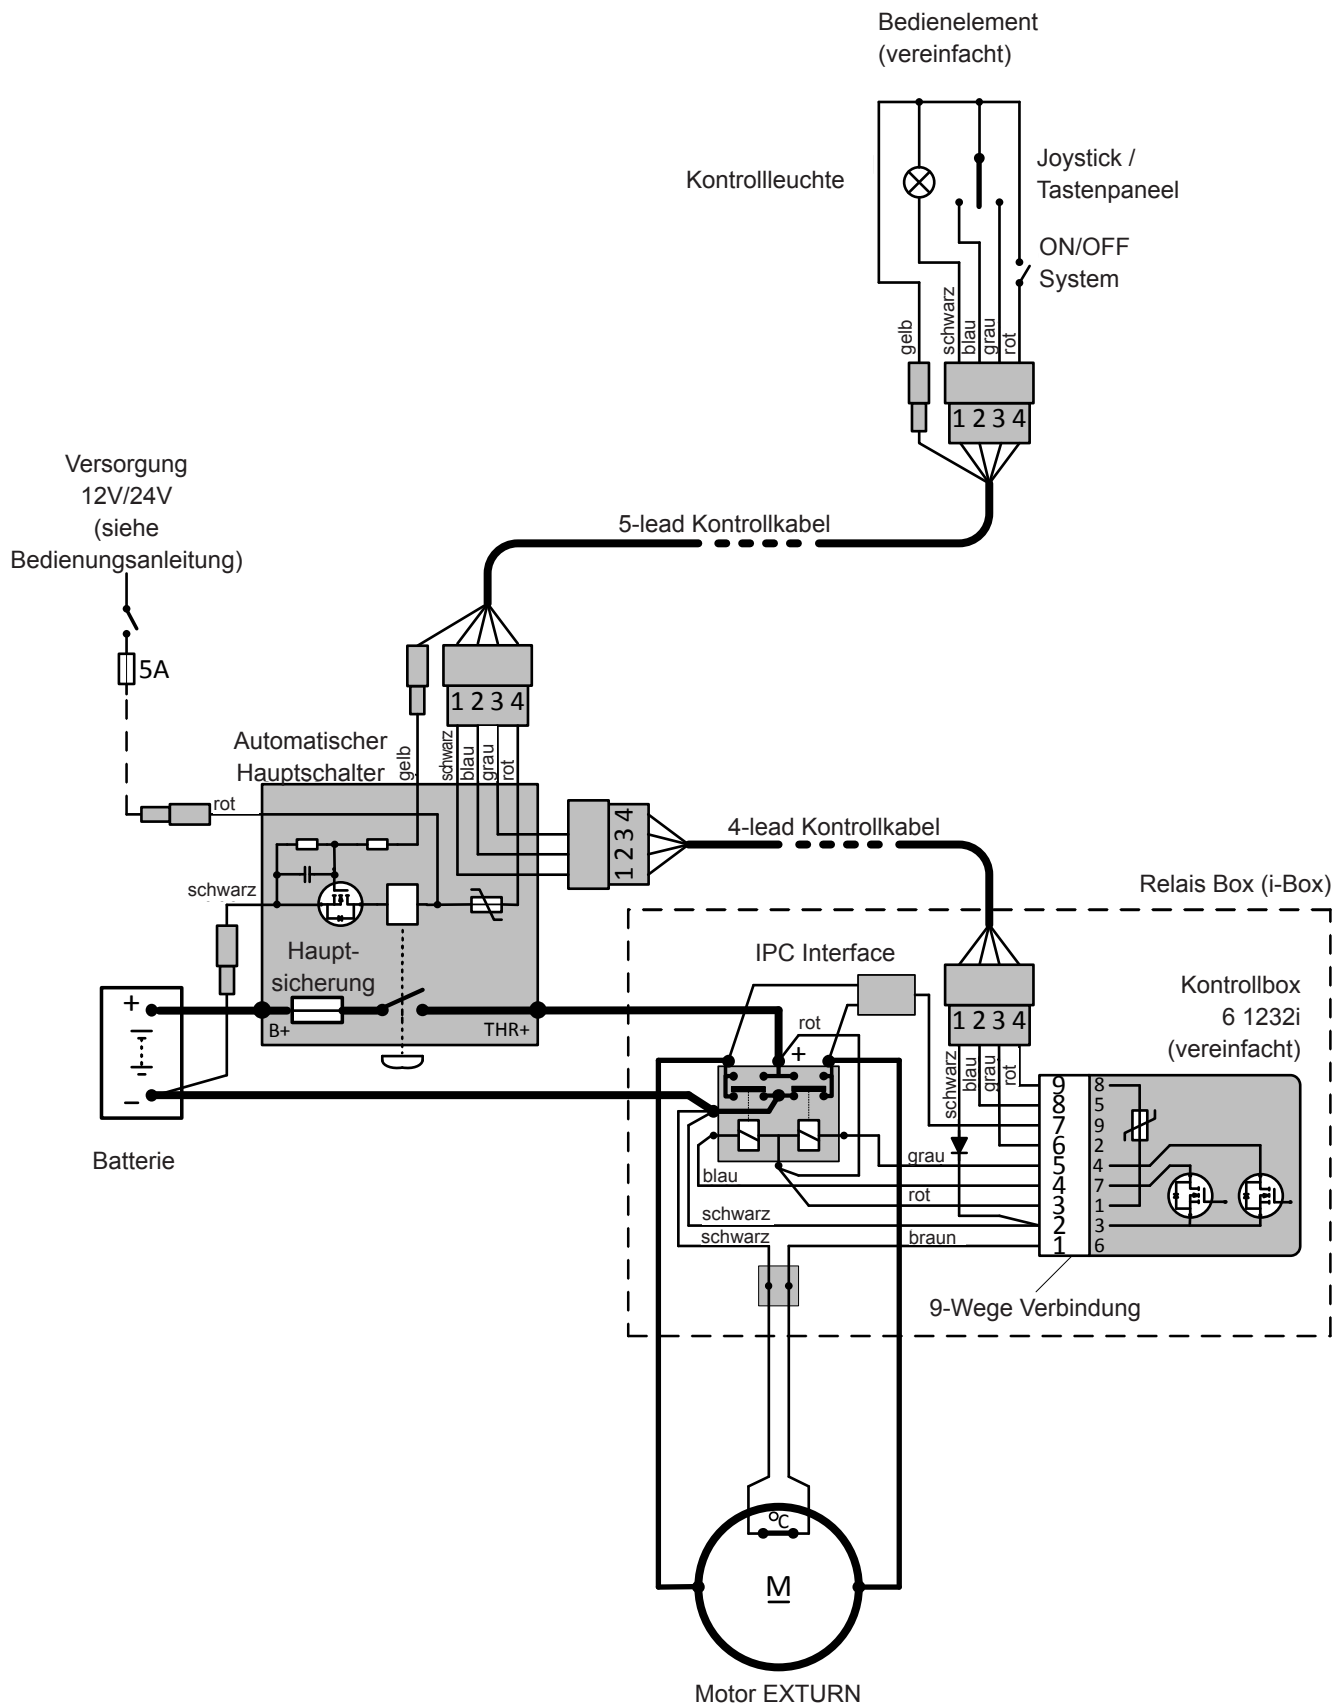 Bedienelement
(vereinfacht)
Kontrollleuchte
Joystick /
Tastenpaneel
ON/OFF
System
gelb
schwarz
blau
grau
rot
1 2 3 4
Versorgung
12V/24V
(siehe
Bedienungsanleitung)
5A
5-lead Kontrollkabel
1 2 3 4
Automatischer
Hauptschalter
gelb
schwarz
blau
grau
rot
rot
1 2 3 4
4-lead Kontrollkabel
schwarz
Haupt-
sicherung
B+
THR+
+
–
Batterie
Relais Box (i-Box)
IPC Interface
Kontrollbox
6 1232i
(vereinfacht)
1 2 3 4
schwarz
blau
grau
rot
rot
+
9 8
8 5
7 9
6 2
5 4
4 7
3 1
2 3
1 6
grau
blau
rot
schwarz
schwarz
braun
9-Wege Verbindung
°C
M
Motor EXTURN